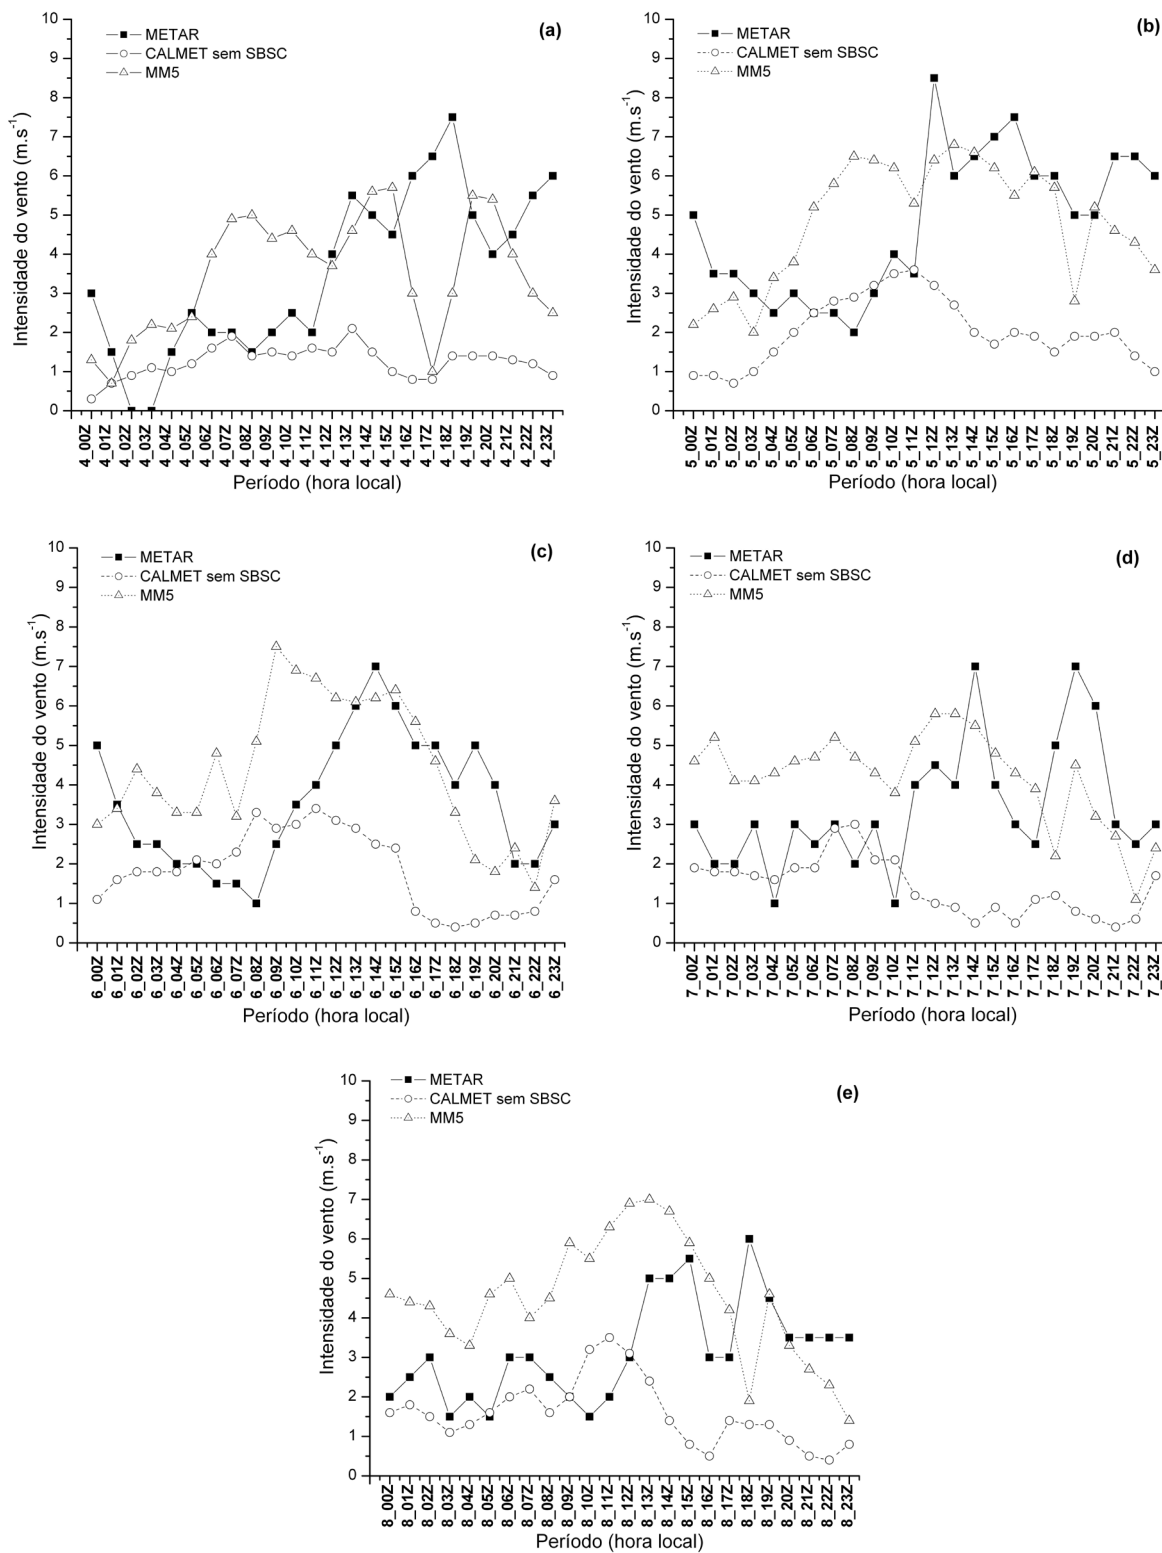 (a)
METAR
CALMET sem SBSC
MM5
Intensidade do vento (m.s⁻¹)
10
9
8
7
6
5
4
3
2
1
0
4_00Z 4_01Z 4_02Z 4_03Z 4_04Z 4_05Z 4_06Z 4_07Z 4_08Z 4_09Z 4_10Z 4_11Z 4_12Z 4_13Z 4_14Z 4_15Z 4_16Z 4_17Z 4_18Z 4_19Z 4_20Z 4_21Z 4_22Z 4_23Z
Período (hora local)
(b)
METAR
CALMET sem SBSC
MM5
Intensidade do vento (m.s⁻¹)
10
9
8
7
6
5
4
3
2
1
0
5_00Z 5_01Z 5_02Z 5_03Z 5_04Z 5_05Z 5_06Z 5_07Z 5_08Z 5_09Z 5_10Z 5_11Z 5_12Z 5_13Z 5_14Z 5_15Z 5_16Z 5_17Z 5_18Z 5_19Z 5_20Z 5_21Z 5_22Z 5_23Z
Período (hora local)
(c)
METAR
CALMET sem SBSC
MM5
Intensidade do vento (m.s⁻¹)
10
9
8
7
6
5
4
3
2
1
0
6_00Z 6_01Z 6_02Z 6_03Z 6_04Z 6_05Z 6_06Z 6_07Z 6_08Z 6_09Z 6_10Z 6_11Z 6_12Z 6_13Z 6_14Z 6_15Z 6_16Z 6_17Z 6_18Z 6_19Z 6_20Z 6_21Z 6_22Z 6_23Z
Período (hora local)
(d)
METAR
CALMET sem SBSC
MM5
Intensidade do vento (m.s⁻¹)
10
9
8
7
6
5
4
3
2
1
0
7_00Z 7_01Z 7_02Z 7_03Z 7_04Z 7_05Z 7_06Z 7_07Z 7_08Z 7_09Z 7_10Z 7_11Z 7_12Z 7_13Z 7_14Z 7_15Z 7_16Z 7_17Z 7_18Z 7_19Z 7_20Z 7_21Z 7_22Z 7_23Z
Período (hora local)
(e)
METAR
CALMET sem SBSC
MM5
Intensidade do vento (m.s⁻¹)
10
9
8
7
6
5
4
3
2
1
0
8_00Z 8_01Z 8_02Z 8_03Z 8_04Z 8_05Z 8_06Z 8_07Z 8_08Z 8_09Z 8_10Z 8_11Z 8_12Z 8_13Z 8_14Z 8_15Z 8_16Z 8_17Z 8_18Z 8_19Z 8_20Z 8_21Z 8_22Z 8_23Z
Período (hora local)